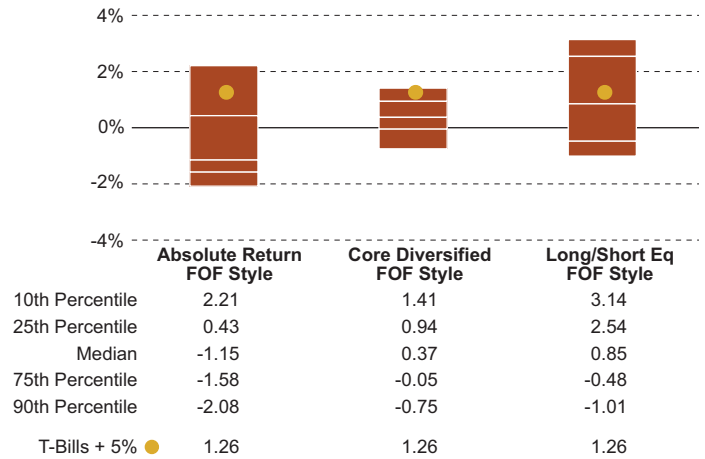 4%
2%
0%
-2%
-4%
Absolute Return Core Diversified Long/Short Eq
FOF Style FOF Style FOF Style
10th Percentile 2.21 1.41 3.14
25th Percentile 0.43 0.94 2.54
Median -1.15 0.37 0.85
75th Percentile -1.58 -0.05 -0.48
90th Percentile -2.08 -0.75 -1.01
T-Bills + 5% 1.26 1.26 1.26